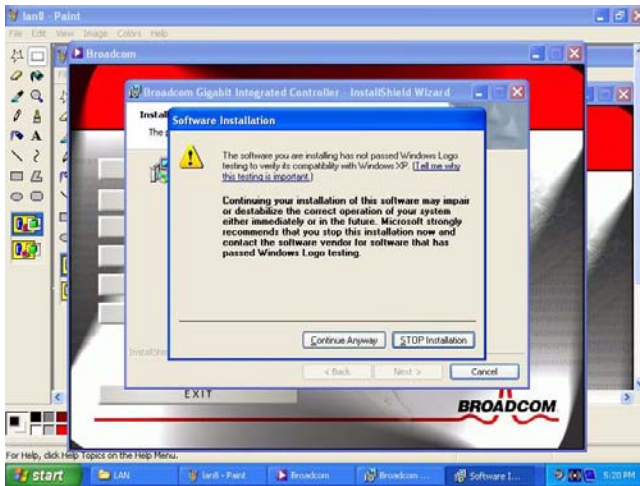 lan8 - Paint
File Edit View Image Colors Help
Broadcom
Broadcom Gigabit Integrated Controller - InstallShield Wizard
Instal
The p
Software Installation
The software you are installing has not passed Windows Logo
testing to verify its compatibility with Windows XP. (Tell me why
this testing is important.)
Continuing your installation of this software may impair
or destabilize the correct operation of your system
either immediately or in the future. Microsoft strongly
recommends that you stop this installation now and
contact the software vendor for software that has
passed Windows Logo testing.
Continue Anyway
STOP Installation
InstallShie
< Back
Next >
Cancel
EXIT
BROADCOM
For Help, click Help Topics on the Help Menu.
start
LAN
lan8 - Paint
Broadcom
Broadcom ...
Software I...
5:20 PM